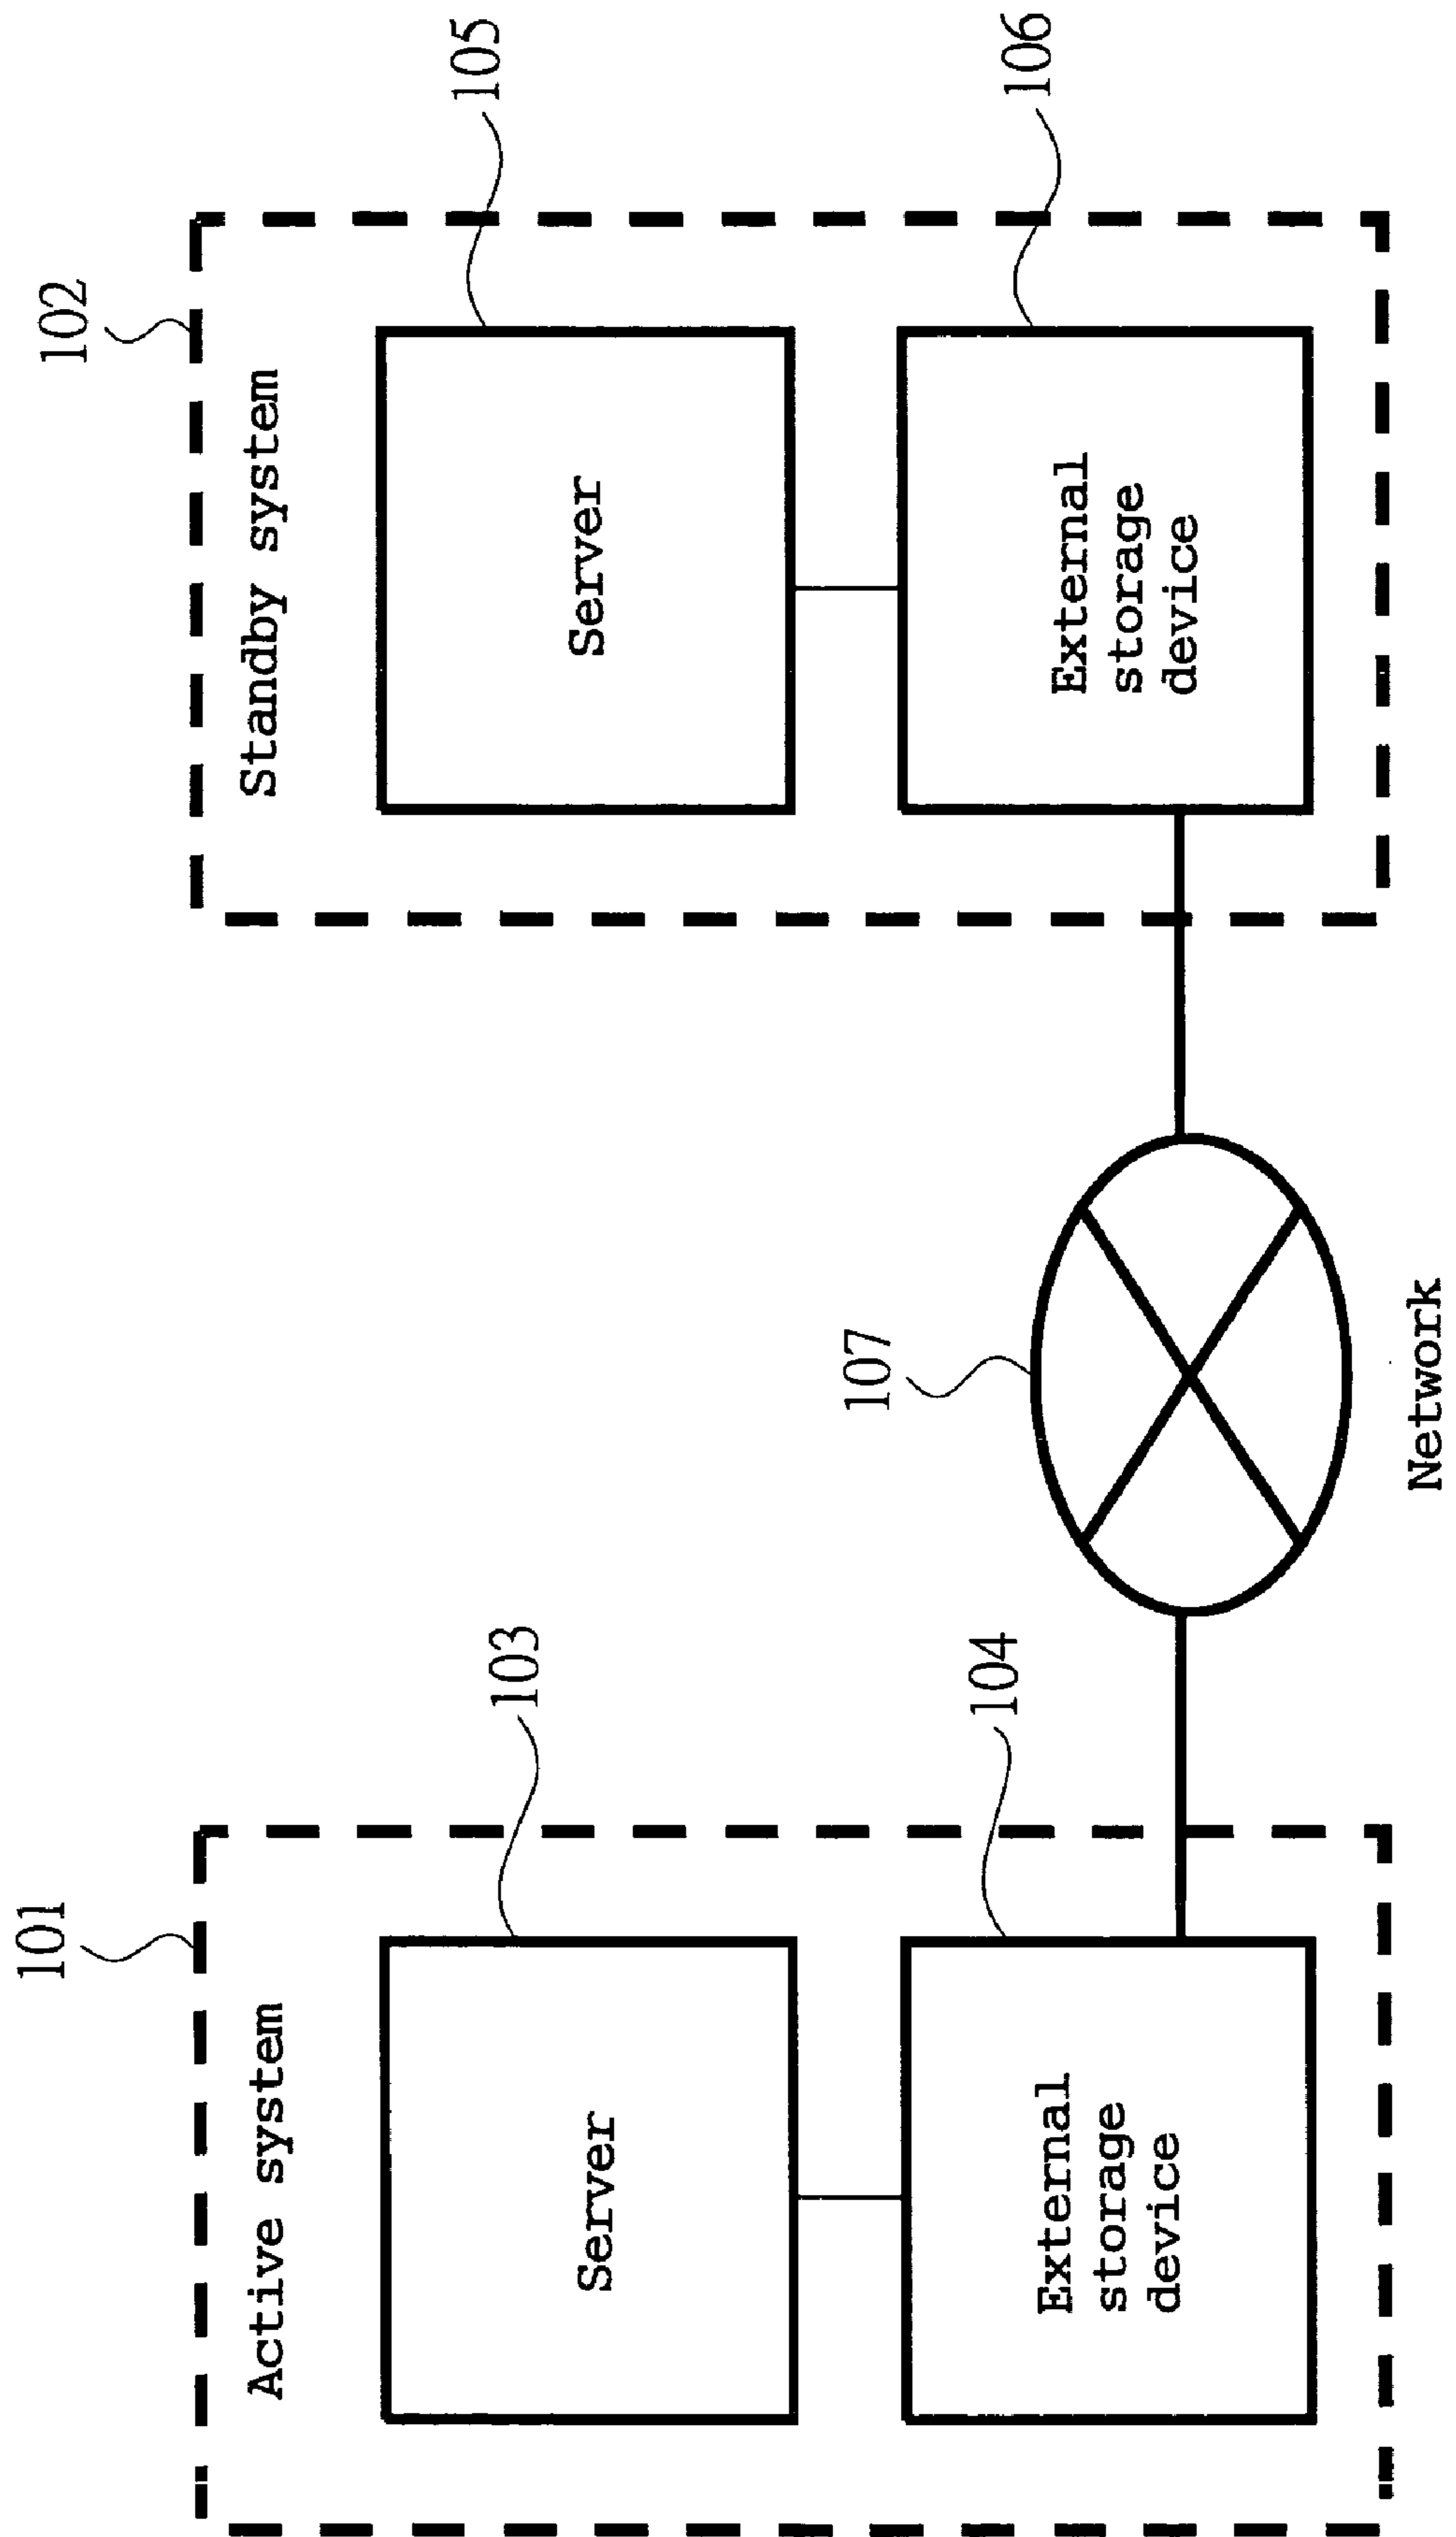 101
Active system
103
Server
104
External
storage
device
107
Network
102
Standby system
105
Server
106
External
storage
device